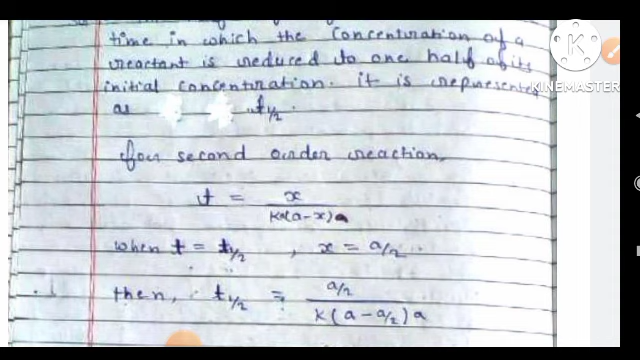 time in which the concentration of a
reactant is reduced to one half of its
initial concentration. it is represented
as t1/2.
for second order reaction,
t = x / K(a-x)a
when t = t1/2 , x = a/2
then, t1/2 = a/2 / K(a-a/2)a
K
KINEMASTER